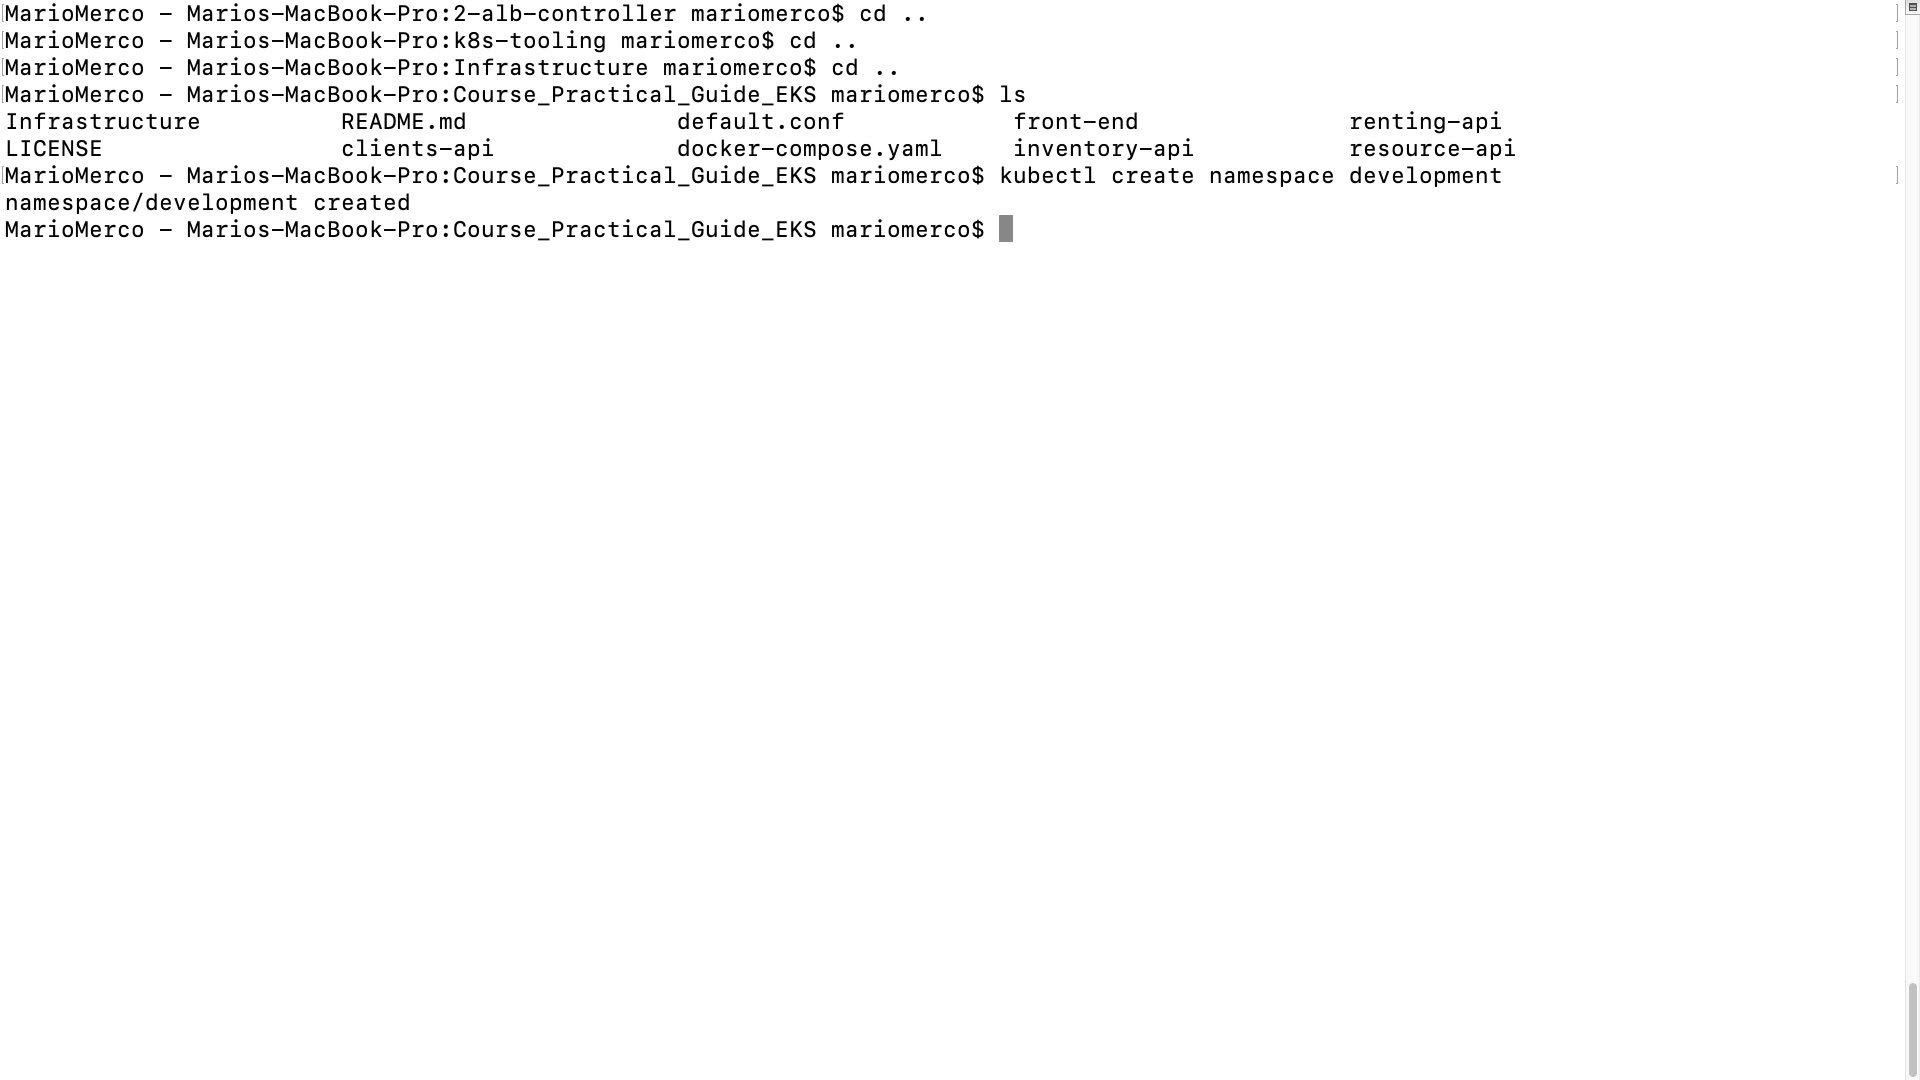 MarioMerco - Marios-MacBook-Pro:2-alb-controller mariomerco$ cd ..
MarioMerco - Marios-MacBook-Pro:k8s-tooling mariomerco$ cd ..
MarioMerco - Marios-MacBook-Pro:Infrastructure mariomerco$ cd ..
MarioMerco - Marios-MacBook-Pro:Course_Practical_Guide_EKS mariomerco$ ls
Infrastructure README.md default.conf front-end renting-api
LICENSE clients-api docker-compose.yaml inventory-api resource-api
MarioMerco - Marios-MacBook-Pro:Course_Practical_Guide_EKS mariomerco$ kubectl create namespace development
namespace/development created
MarioMerco - Marios-MacBook-Pro:Course_Practical_Guide_EKS mariomerco$